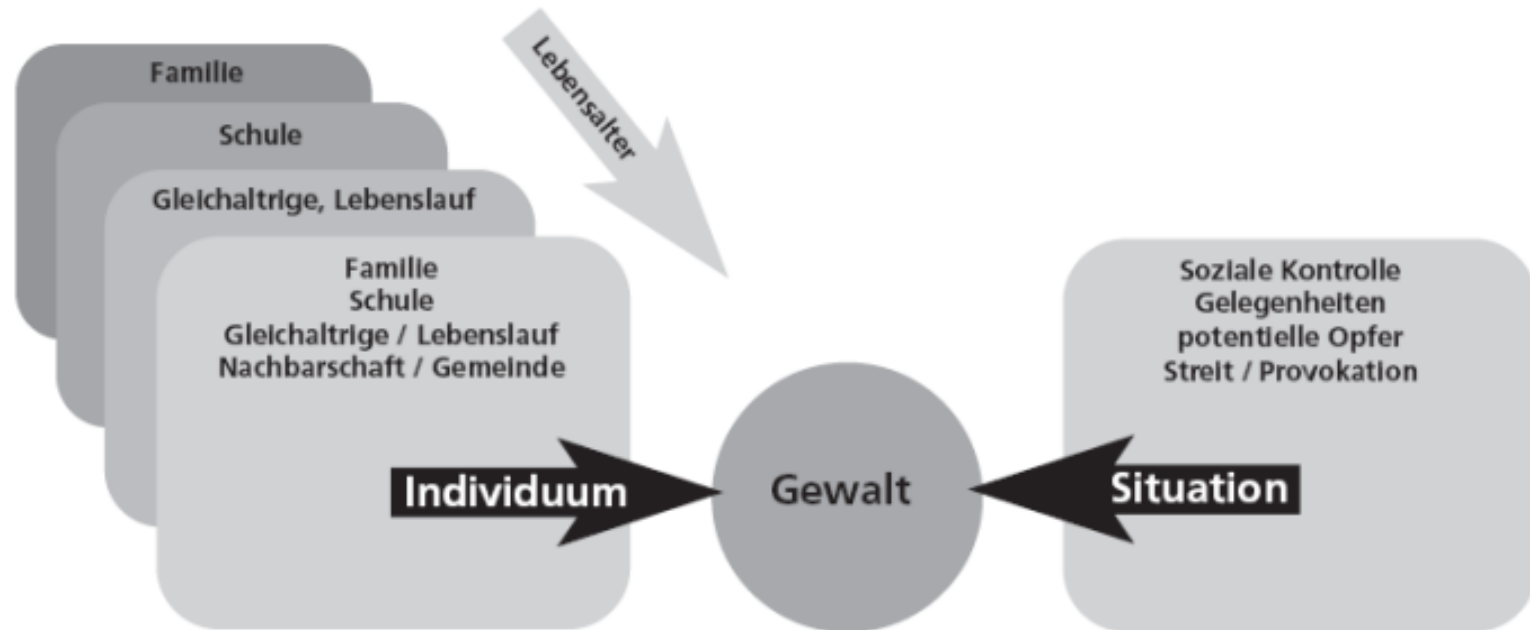 Familie
Schule
Gleichaltrige, Lebenslauf
Familie
Schule
Gleichaltrige / Lebenslauf
Nachbarschaft / Gemeinde
Individuum
Lebensalter
Gewalt
Soziale Kontrolle
Gelegenheiten
potentielle Opfer
Streit / Provokation
Situation